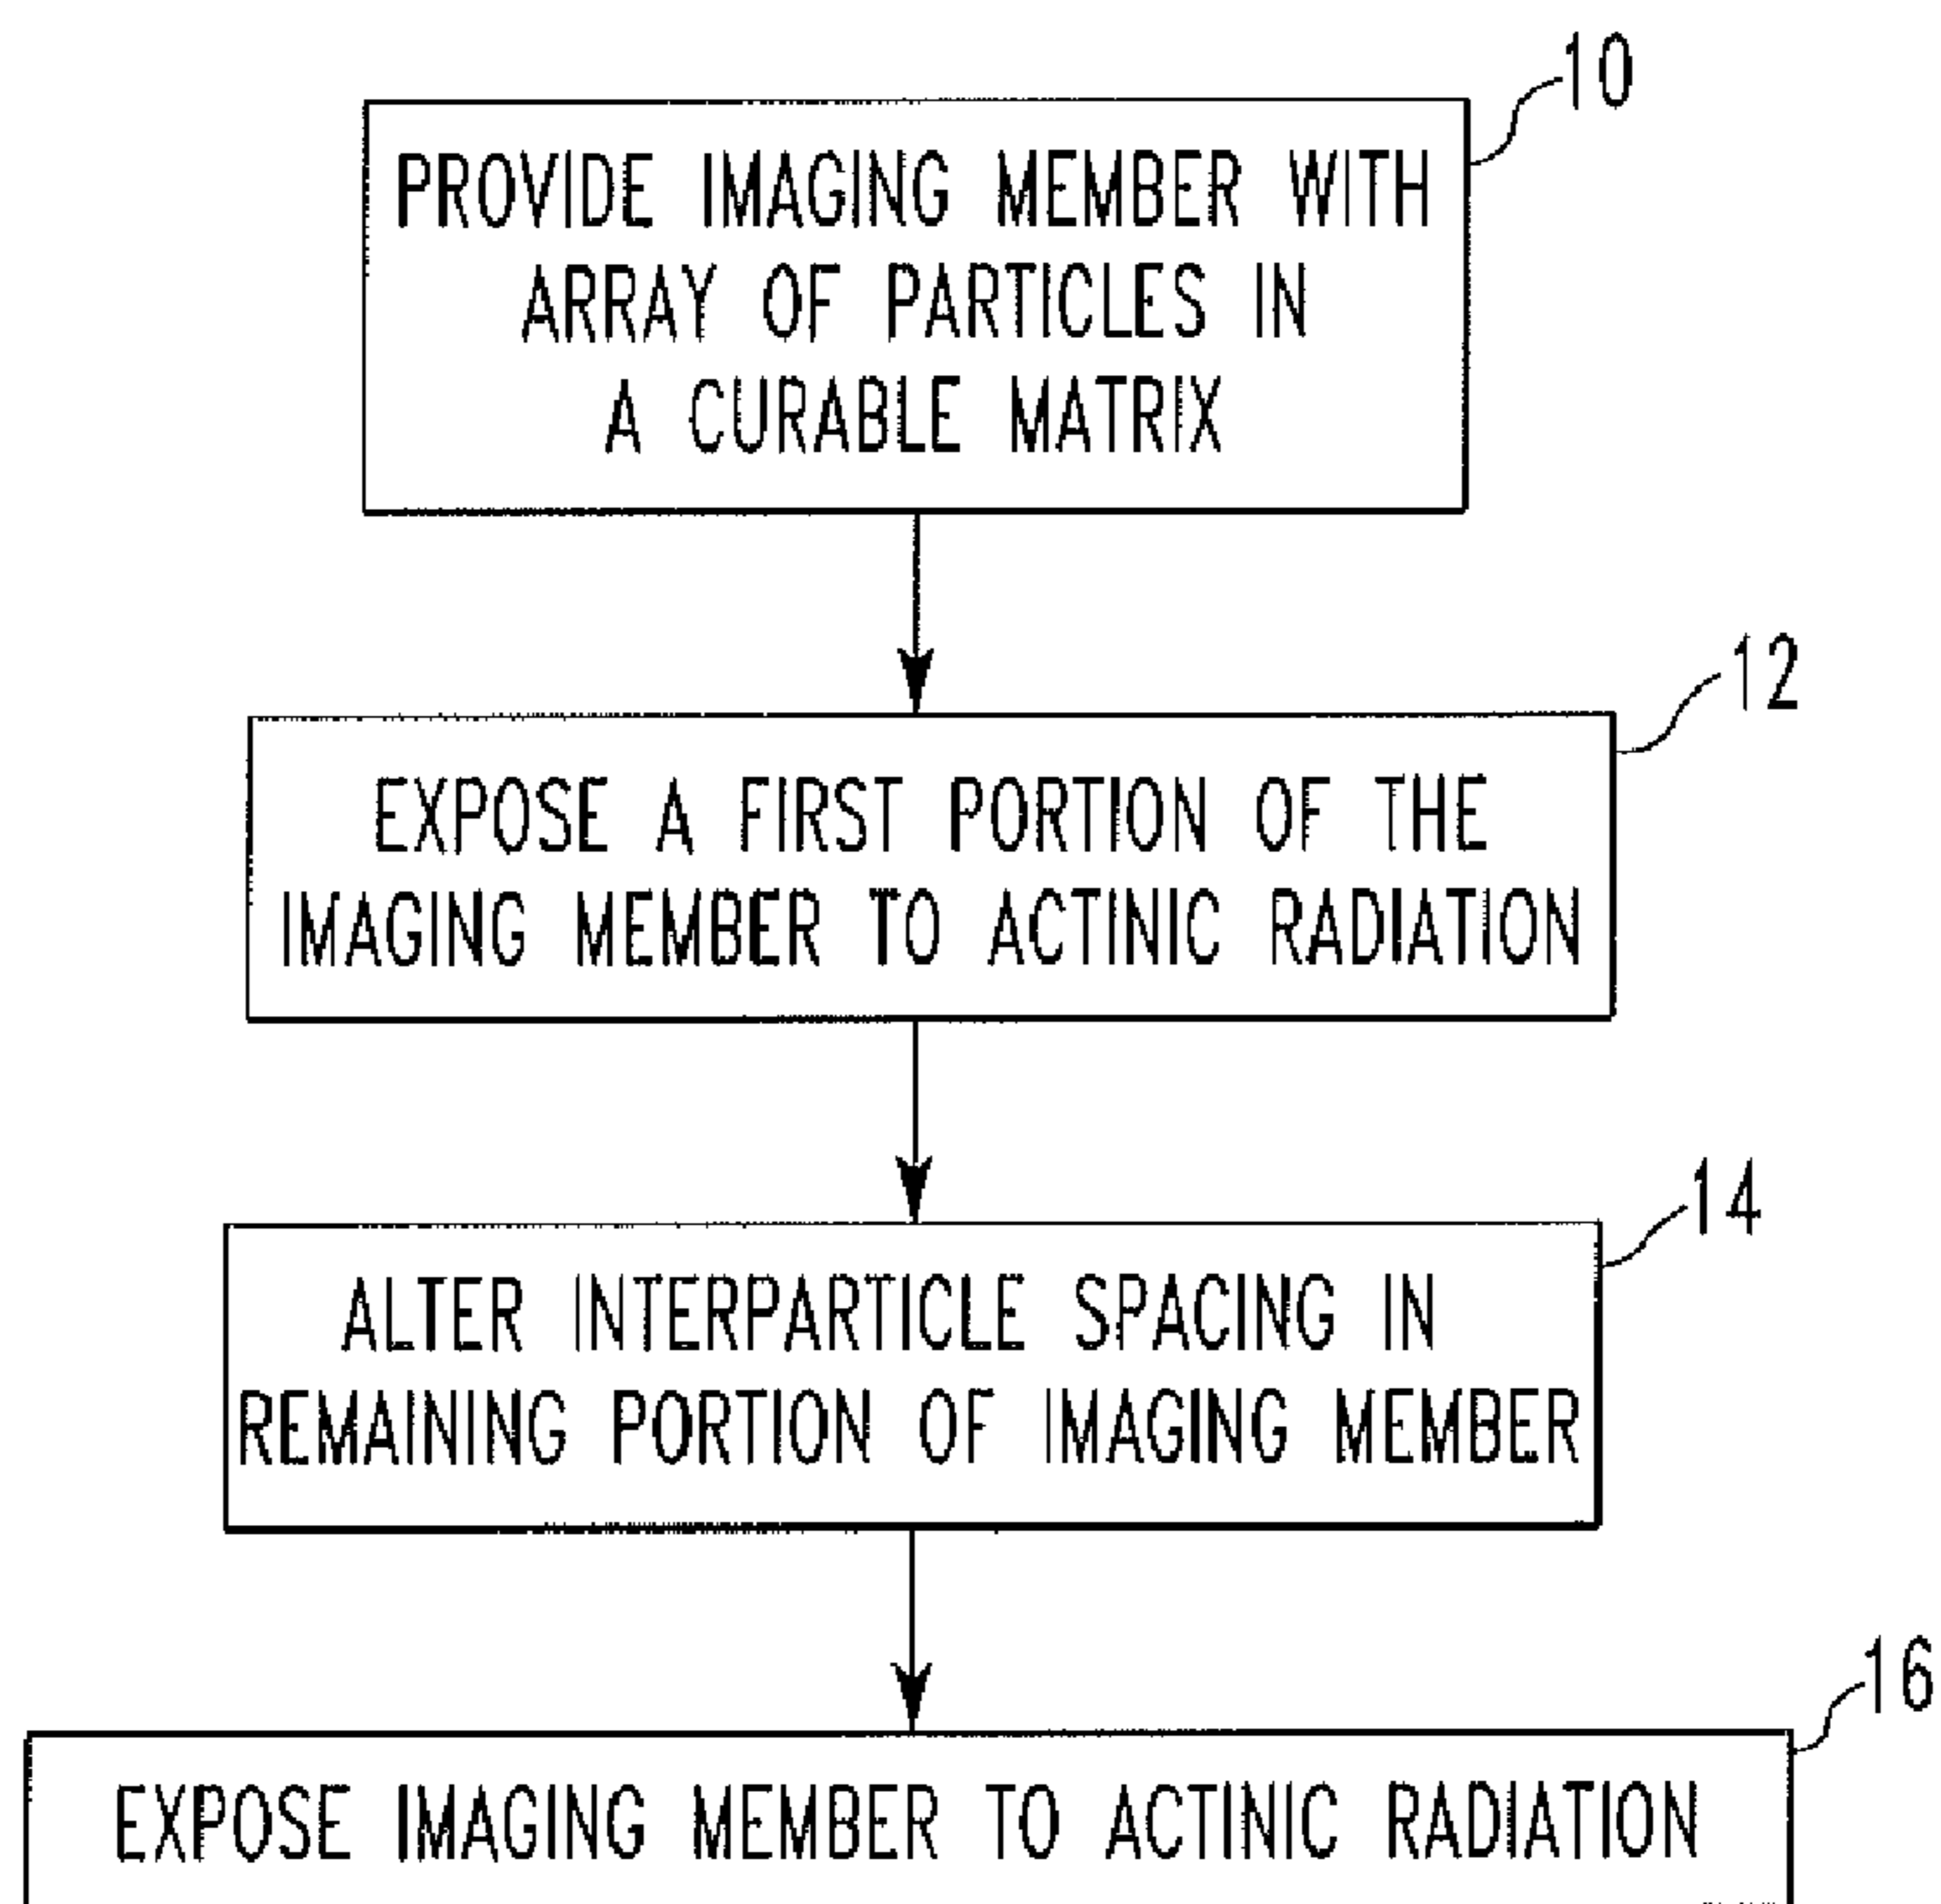 10
PROVIDE IMAGING MEMBER WITH
ARRAY OF PARTICLES IN
A CURABLE MATRIX
12
EXPOSE A FIRST PORTION OF THE
IMAGING MEMBER TO ACTINIC RADIATION
14
ALTER INTERPARTICLE SPACING IN
REMAINING PORTION OF IMAGING MEMBER
16
EXPOSE IMAGING MEMBER TO ACTINIC RADIATION